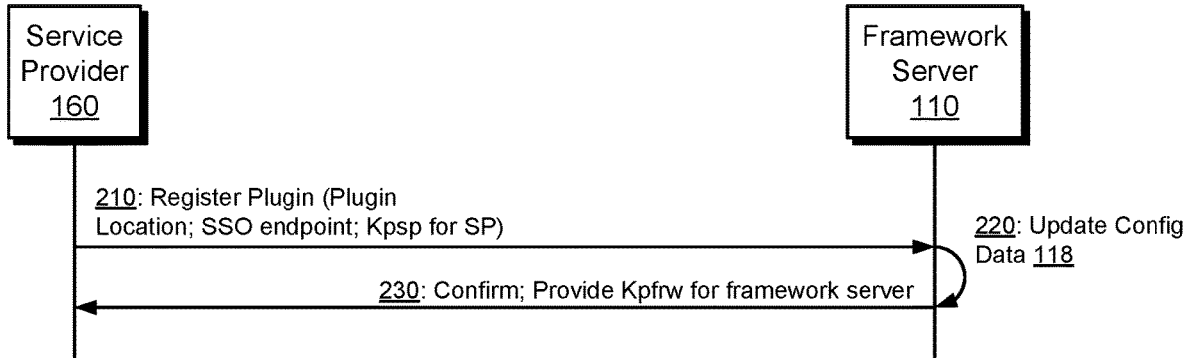 Service
Provider
160
Framework
Server
110
210: Register Plugin (Plugin
Location; SSO endpoint; Kpsp for SP)
220: Update Config
Data 118
230: Confirm; Provide Kpfrw for framework server